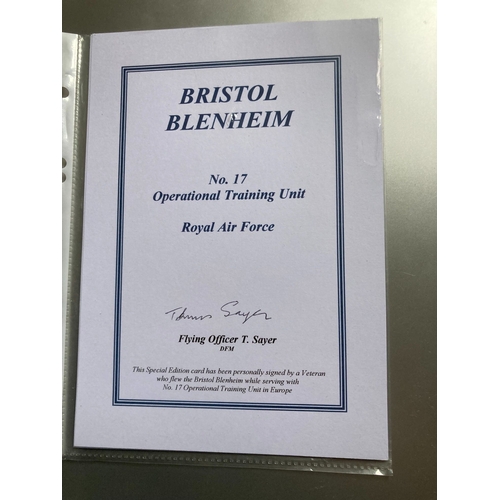 BRISTOL
BLENHEIM
No. 17
Operational Training Unit
Royal Air Force
Thomas Sayer
Flying Officer T. Sayer
DFM
This Special Edition card has been personally signed by a Veteran
who flew the Bristol Blenheim while serving with
No. 17 Operational Training Unit in Europe